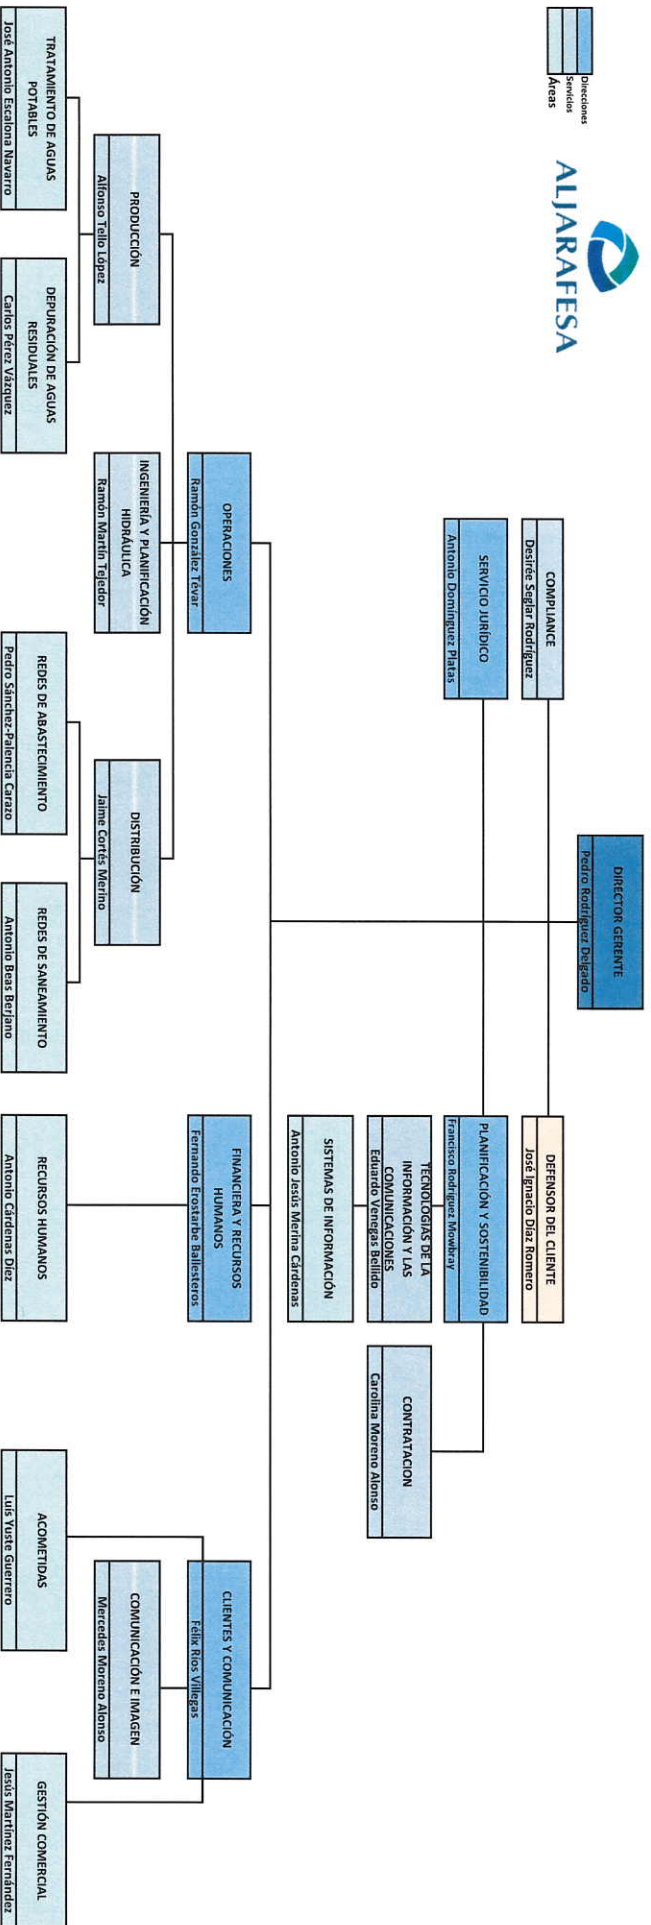 Direcciones
Servicios
Áreas
ALJARAFESA
DIRECTOR GERENTE
Pedro Rodríguez Delgado
COMPLIANCE
Desirée Seglar Rodríguez
DEFENSOR DEL CLIENTE
José Ignacio Díaz Romero
SERVICIO JURÍDICO
Antonio Domínguez Platas
PLANIFICACIÓN Y SOSTENIBILIDAD
Francisco Rodríguez Mowbray
TECNOLOGIAS DE LA
INFORMACIÓN Y LAS
COMUNICACIONES
Eduardo Venegas Bellido
CONTRATACION
Carolina Moreno Alonso
SISTEMAS DE INFORMACIÓN
Antonio Jesús Merina Cárdenas
OPERACIONES
Ramón González Tévar
FINANCIERA Y RECURSOS
HUMANOS
Fernando Erostarbe Ballesteros
CLIENTES Y COMUNICACIÓN
Félix Ríos Villegas
PRODUCCIÓN
Alfonso Tello López
INGENIERÍA Y PLANIFICACIÓN
HIDRÁULICA
Ramón Martín Tejedor
DISTRIBUCIÓN
Jaime Cortés Merino
COMUNICACIÓN E IMAGEN
Mercedes Moreno Alonso
TRATAMIENTO DE AGUAS
POTABLES
José Antonio Escalona Navarro
DEPURACIÓN DE AGUAS
RESIDUALES
Carlos Pérez Vázquez
REDES DE ABASTECIMIENTO
Pedro Sánchez-Palencia Carazo
REDES DE SANEAMIENTO
Antonio Beas Berjano
RECURSOS HUMANOS
Antonio Cárdenas Díez
ACOMETIDAS
Luis Yuste Guerrero
GESTIÓN COMERCIAL
Jesús Martínez Fernández